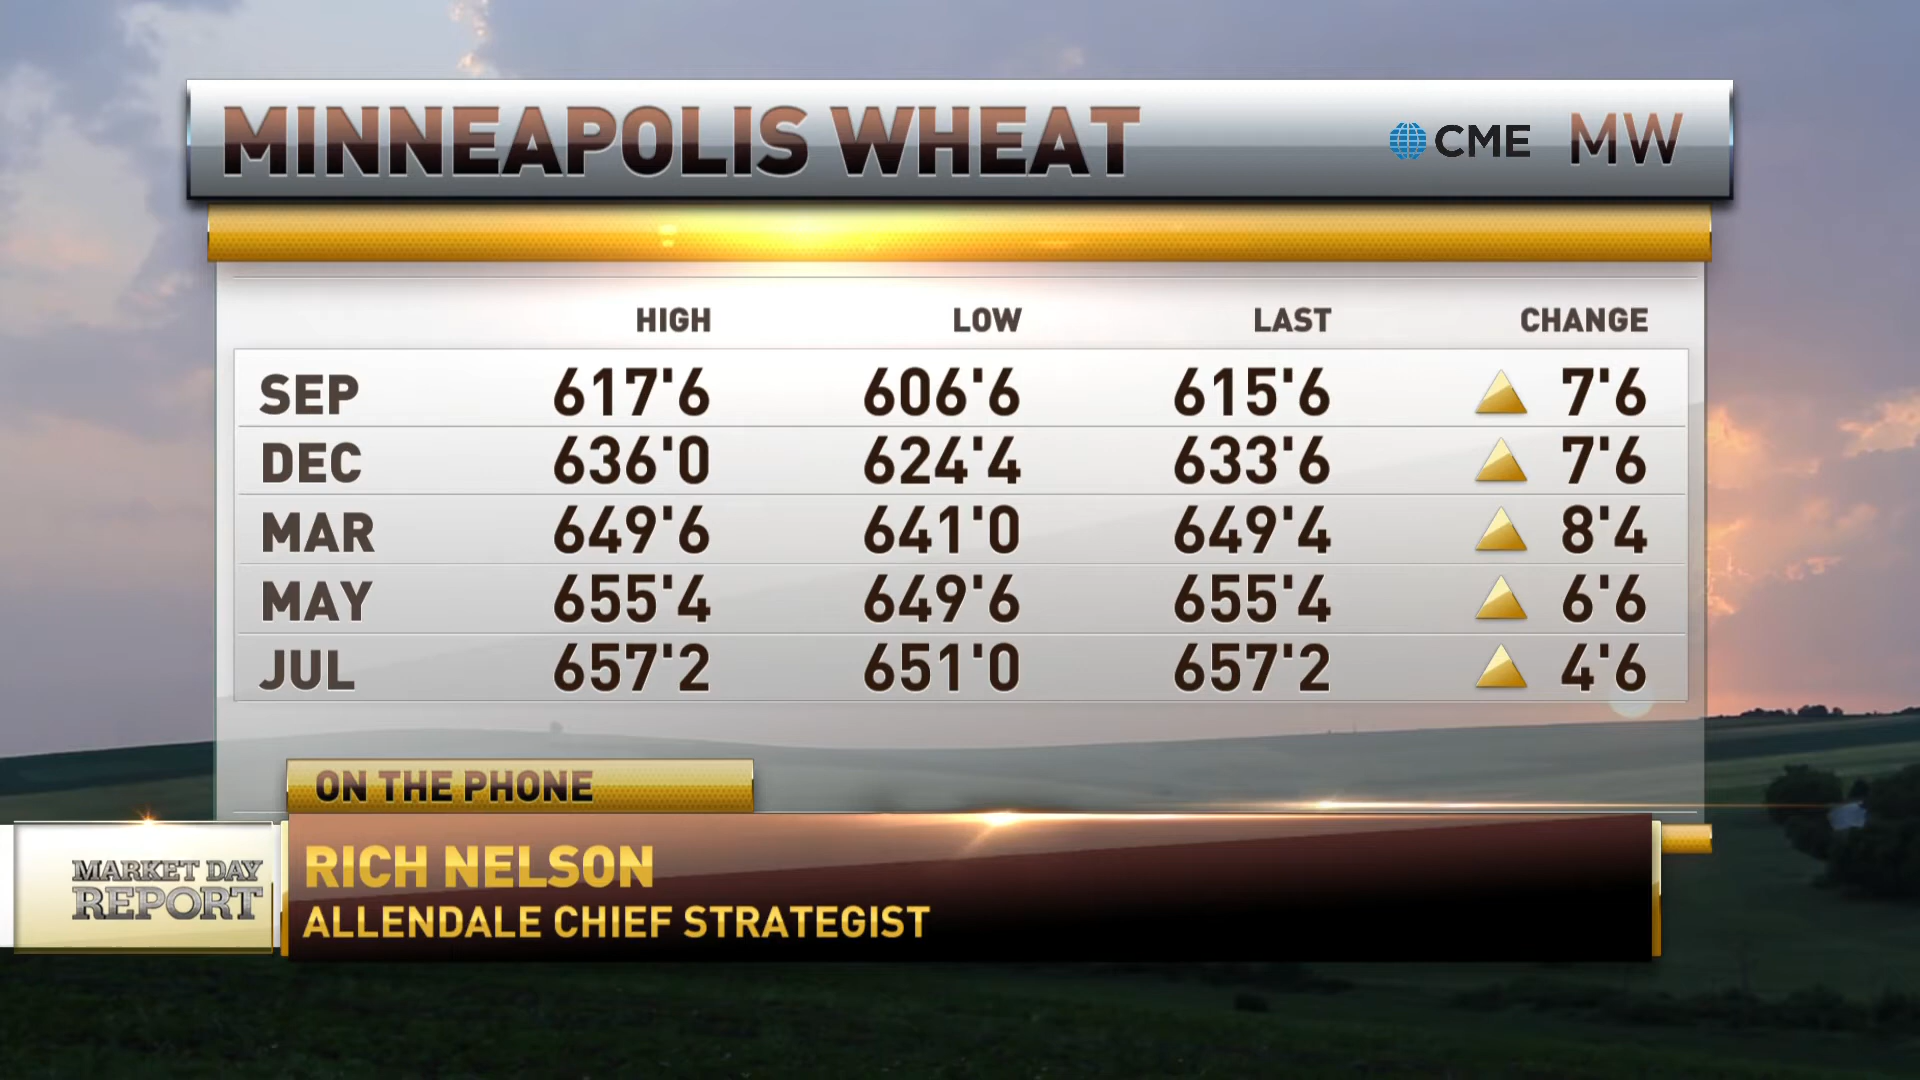 MINNEAPOLIS WHEAT CME MW
HIGH LOW LAST CHANGE
SEP 617'6 606'6 615'6 7'6
DEC 636'0 624'4 633'6 7'6
MAR 649'6 641'0 649'4 8'4
MAY 655'4 649'6 655'4 6'6
JUL 657'2 651'0 657'2 4'6
ON THE PHONE
MARKET DAY
REPORT
RICH NELSON
ALLENDALE CHIEF STRATEGIST